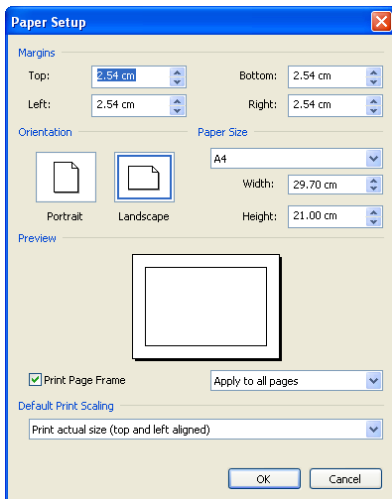 Paper Setup
Margins
Top: 2.54 cm Bottom: 2.54 cm
Left: 2.54 cm Right: 2.54 cm
Orientation Paper Size
A4
Width: 29.70 cm
Portrait Landscape Height: 21.00 cm
Preview
Print Page Frame Apply to all pages
Default Print Scaling
Print actual size (top and left aligned)
OK Cancel